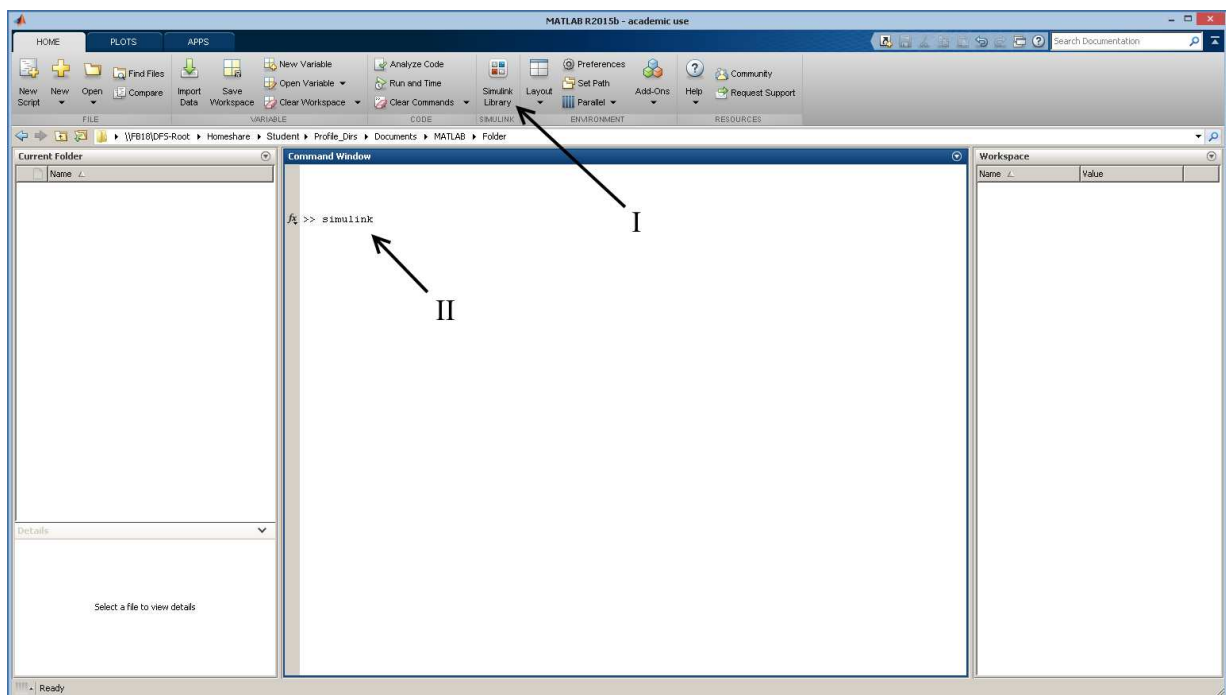 MATLAB R2015b - academic use
HOME PLOTS APPS Search Documentation
New Script New Open Find Files Compare Import Data Save Workspace New Variable Open Variable Clear Workspace Analyze Code Run and Time Clear Commands Simulink Library Layout Preferences Set Path Parallel Add-Ons Help Community Request Support
FILE VARIABLE CODE SIMULINK ENVIRONMENT RESOURCES
\\FB18\DFS-Root Homeshare Student Profile_Dirs Documents MATLAB Folder
Current Folder Command Window Workspace
Name Name Value
fx >> simulink
I
II
Details
Select a file to view details
Ready